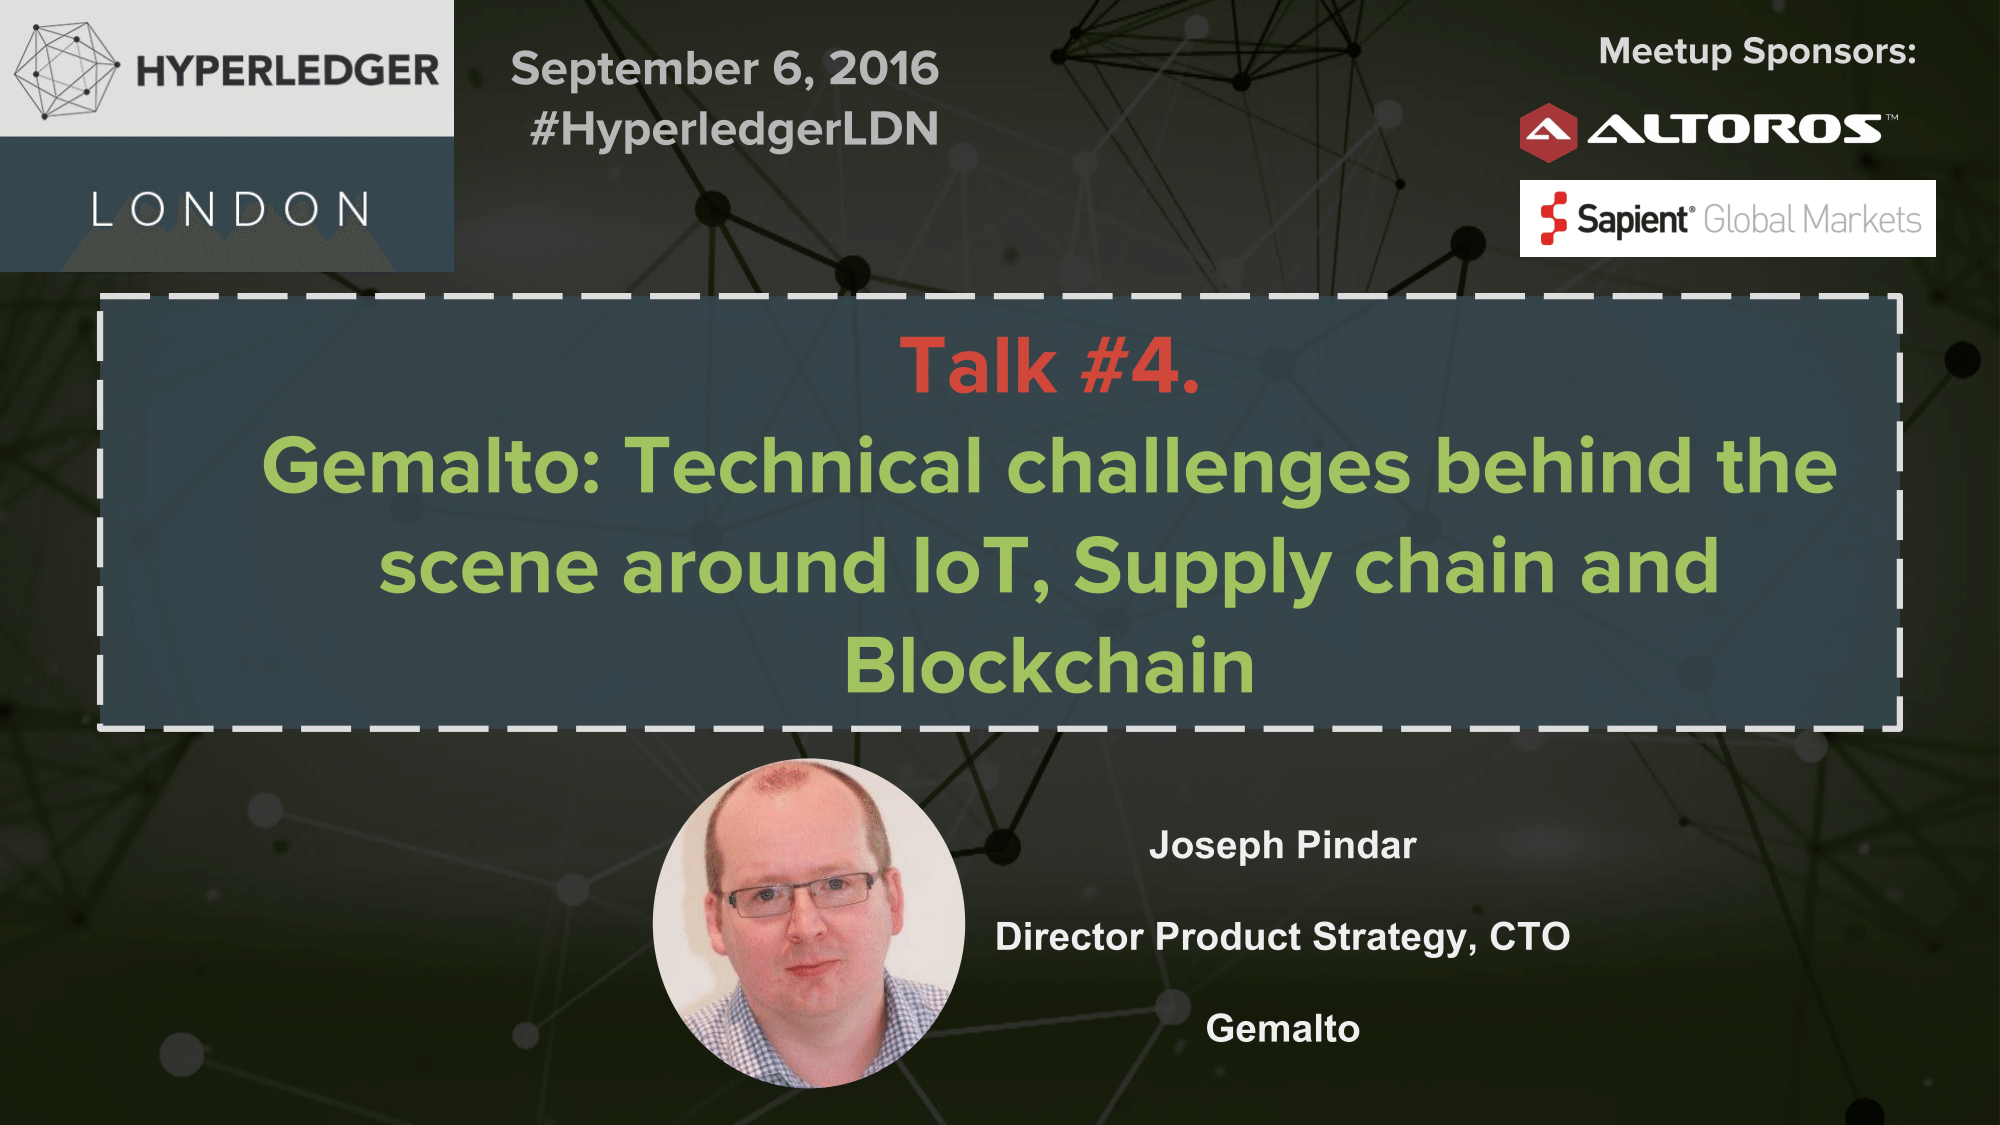 HYPERLEDGER
LONDON
September 6, 2016
#HyperledgerLDN
Meetup Sponsors:
ALTOROS™
Sapient® Global Markets
Talk #4.
Gemalto: Technical challenges behind the
scene around IoT, Supply chain and
Blockchain
Joseph Pindar
Director Product Strategy, CTO
Gemalto